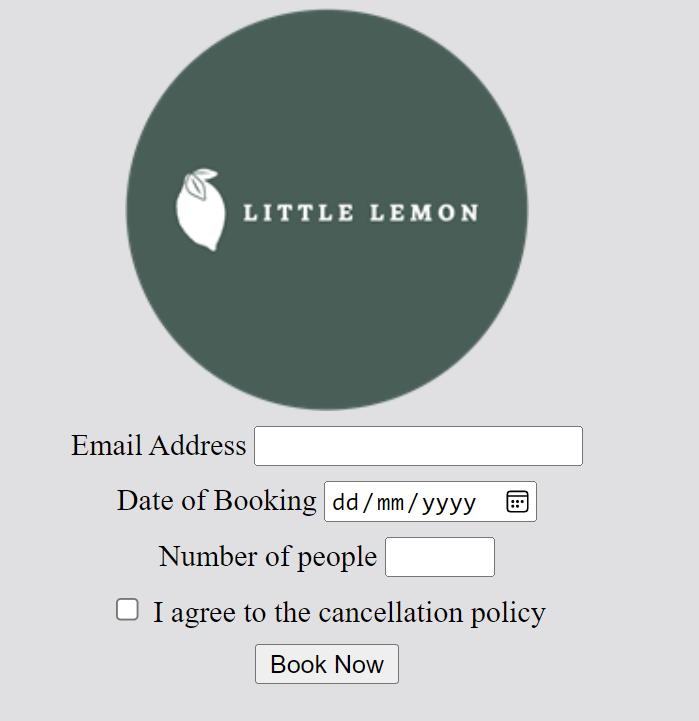 LITTLE LEMON
Email Address
Date of Booking dd/mm/yyyy
Number of people
I agree to the cancellation policy
Book Now